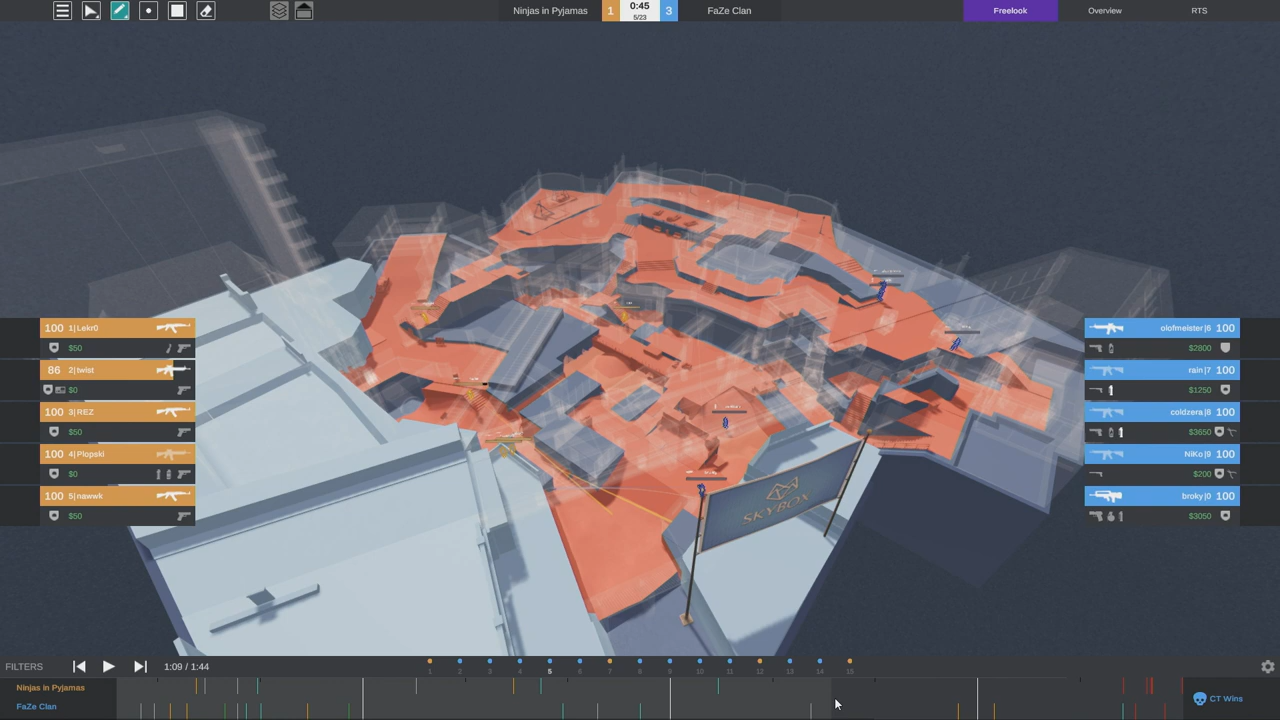 Ninjas in Pyjamas 1 0:45 3 FaZe Clan
5/23
Freelook Overview RTS
100 1|Lekr0
$50
86 2|twist
$0
100 3|REZ
$50
100 4|Plopski
$0
100 5|nawwk
$50
olofmeister|6 100
$2800
rain|7 100
$1250
coldzera|8 100
$3650
NiKo|9 100
$200
broky|0 100
$3050
SKYBOX
FILTERS 1:09 / 1:44
1 2 3 4 5 6 7 8 9 10 11 12 13 14 15
Ninjas in Pyjamas
FaZe Clan
CT Wins